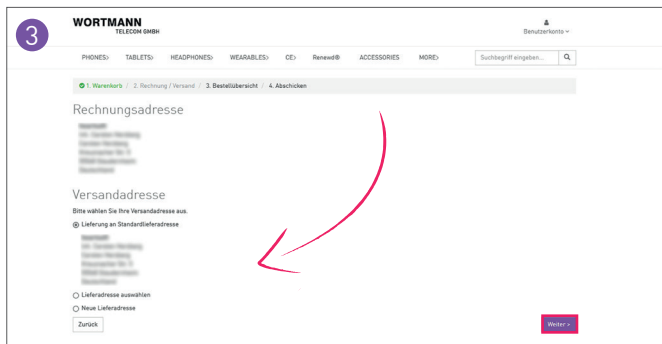 3
WORTMANN
TELECOM GMBH
Benutzerkonto
PHONES> TABLETS> HEADPHONES> WEARABLES> CE> Renewd® ACCESSORIES MORE>
Suchbegriff eingeben...
1. Warenkorb / 2. Rechnung / Versand / 3. Bestellübersicht / 4. Abschicken
Rechnungsadresse
Versandadresse
Bitte wählen Sie Ihre Versandadresse aus.
Lieferung an Standardlieferadresse
Lieferadresse auswählen
Neue Lieferadresse
Zurück
Weiter >